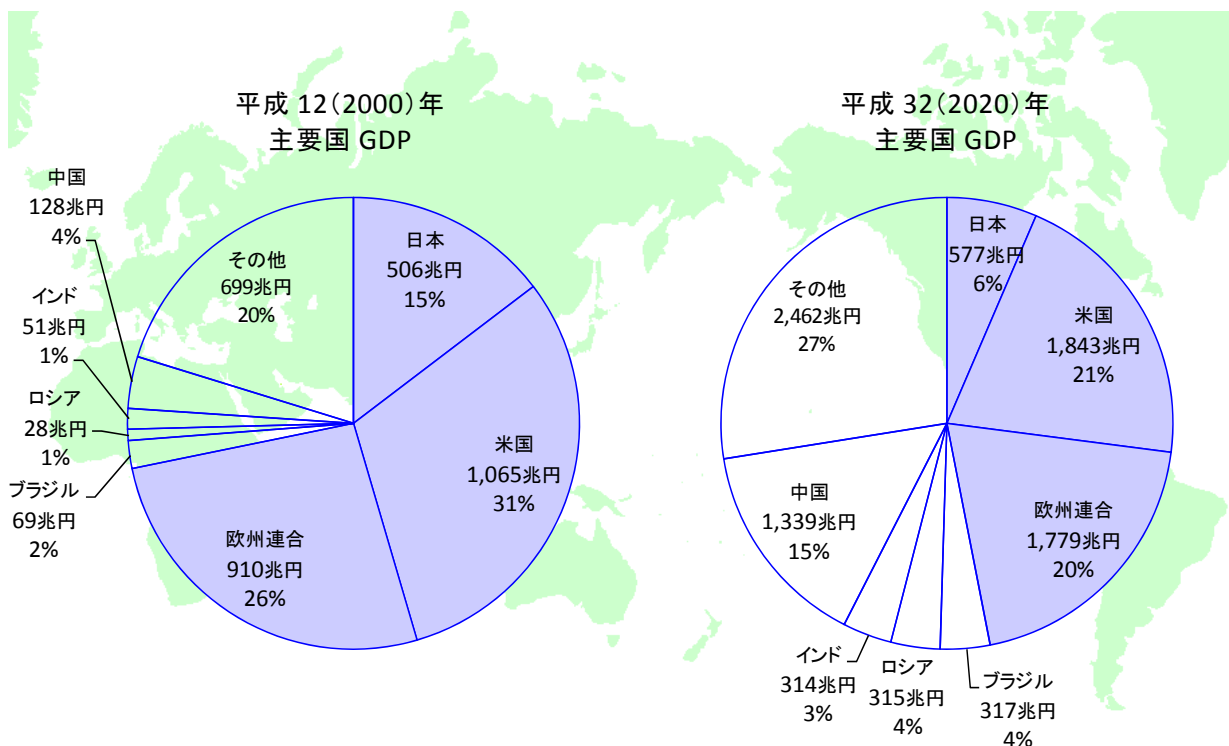 平成 12(2000)年
主要国 GDP
中国
128兆円
4%
インド
51兆円
1%
ロシア
28兆円
1%
ブラジル
69兆円
2%
その他
699兆円
20%
日本
506兆円
15%
米国
1,065兆円
31%
欧州連合
910兆円
26%
平成 32(2020)年
主要国 GDP
日本
577兆円
6%
米国
1,843兆円
21%
欧州連合
1,779兆円
20%
ブラジル
317兆円
4%
ロシア
315兆円
4%
インド
314兆円
3%
中国
1,339兆円
15%
その他
2,462兆円
27%